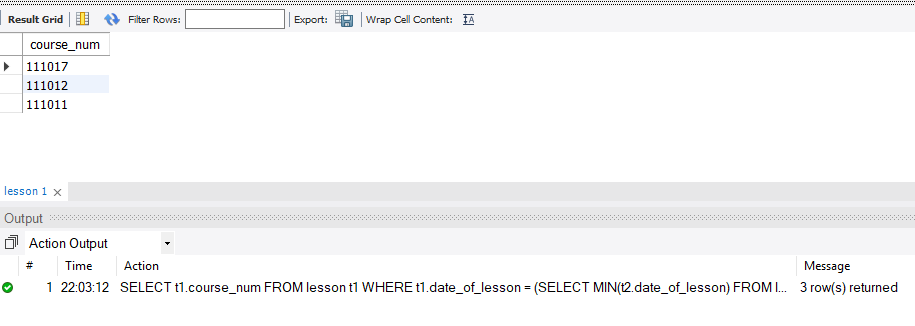 Result Grid Filter Rows: Export: Wrap Cell Content:
course_num
111017
111012
111011
lesson 1
Output
Action Output
# Time Action Message
1 22:03:12 SELECT t1.course_num FROM lesson t1 WHERE t1.date_of_lesson = (SELECT MIN(t2.date_of_lesson) FROM l... 3 row(s) returned